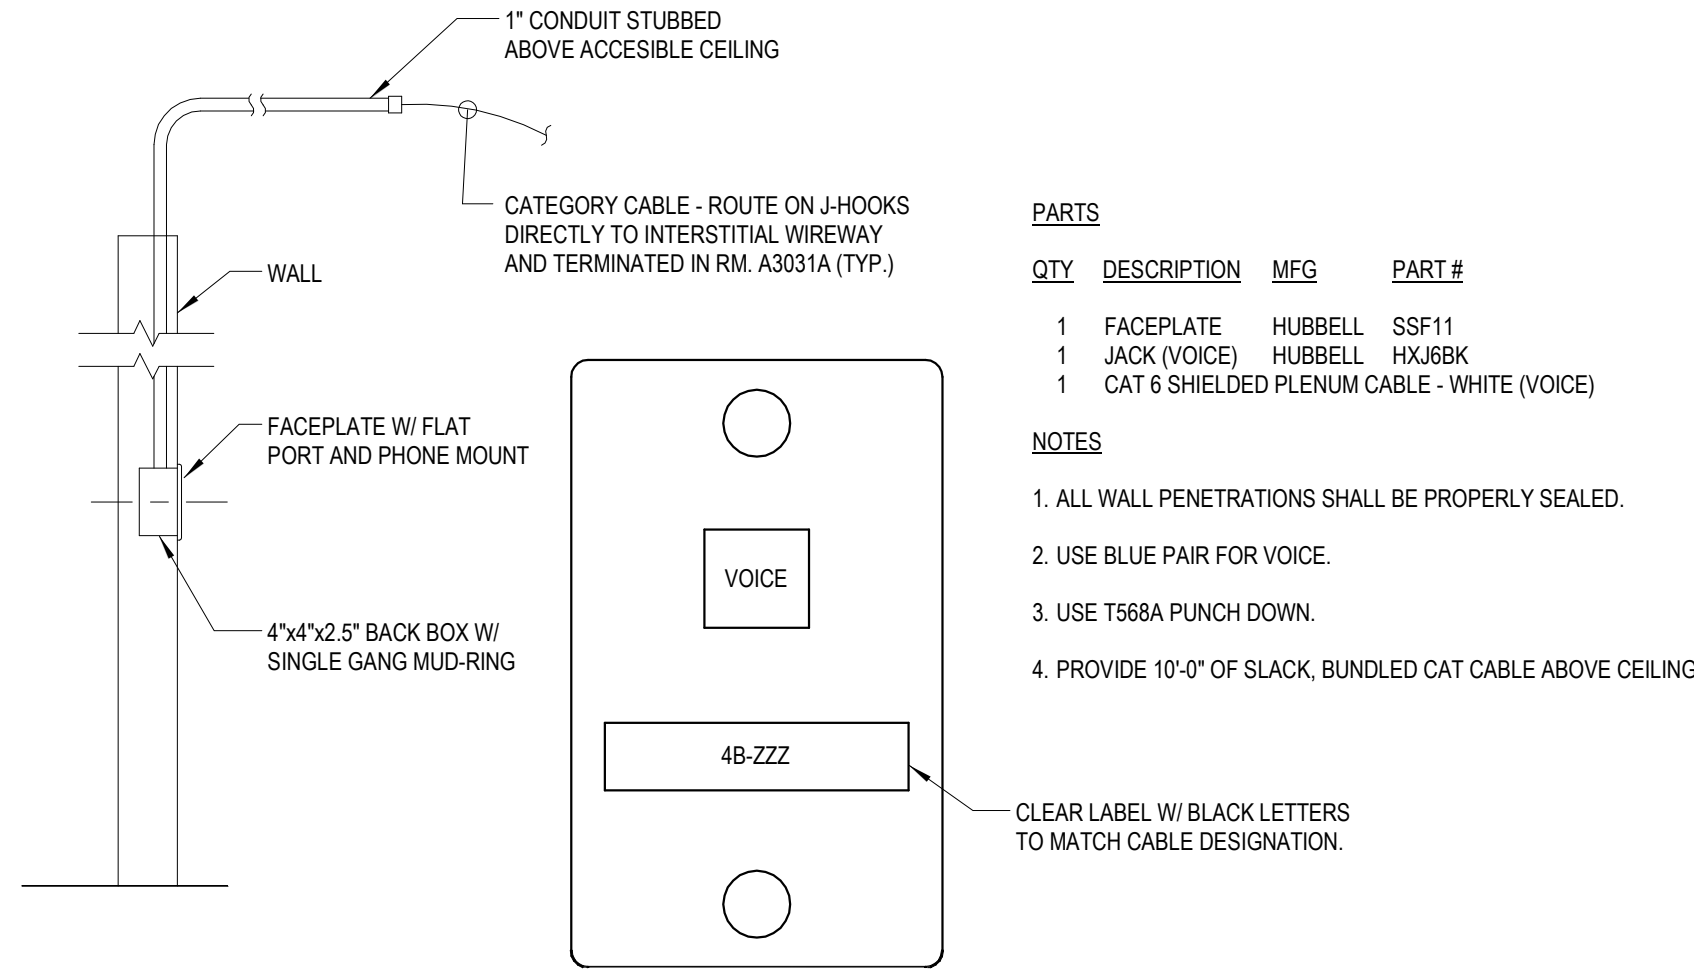 1" CONDUIT STUBBED
ABOVE ACCESIBLE CEILING
CATEGORY CABLE - ROUTE ON J-HOOKS
DIRECTLY TO INTERSTITIAL WIREWAY
AND TERMINATED IN RM. A3031A (TYP.)
WALL
FACEPLATE W/ FLAT
PORT AND PHONE MOUNT
4"x4"x2.5" BACK BOX W/
SINGLE GANG MUD-RING
VOICE
4B-ZZZ
CLEAR LABEL W/ BLACK LETTERS
TO MATCH CABLE DESIGNATION.
PARTS
QTY DESCRIPTION MFG PART #
1 FACEPLATE HUBBELL SSF11
1 JACK (VOICE) HUBBELL HXJ6BK
1 CAT 6 SHIELDED PLENUM CABLE - WHITE (VOICE)
NOTES
1. ALL WALL PENETRATIONS SHALL BE PROPERLY SEALED.
2. USE BLUE PAIR FOR VOICE.
3. USE T568A PUNCH DOWN.
4. PROVIDE 10'-0" OF SLACK, BUNDLED CAT CABLE ABOVE CEILING